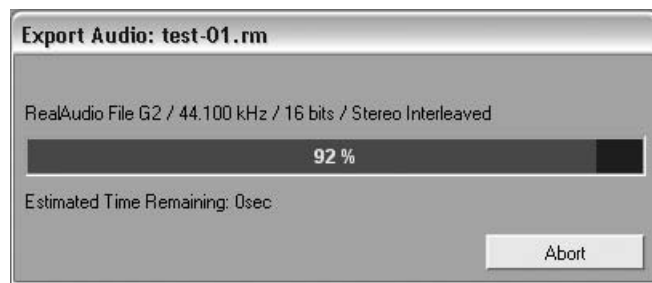 Export Audio: test-01.rm
RealAudio File G2 / 44.100 kHz / 16 bits / Stereo Interleaved
92 %
Estimated Time Remaining: 0sec
Abort